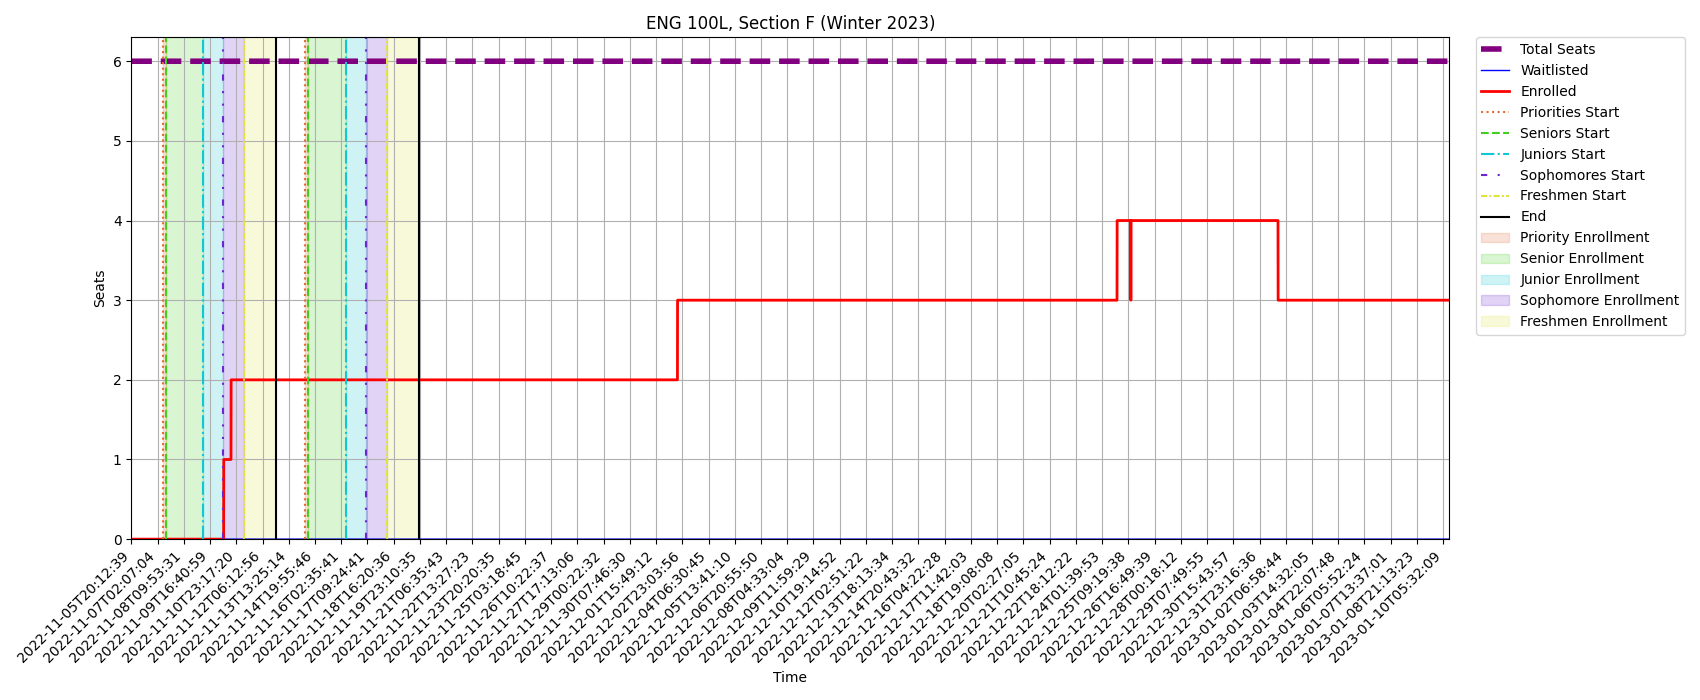 ENG 100L, Section F (Winter 2023)
Total Seats
Waitlisted
Enrolled
Priorities Start
Seniors Start
Juniors Start
Sophomores Start
Freshmen Start
End
Priority Enrollment
Senior Enrollment
Junior Enrollment
Sophomore Enrollment
Freshmen Enrollment
Seats
6
5
4
3
2
1
0
2022-11-05T20:12:39
2022-11-07T02:07:04
2022-11-08T09:53:31
2022-11-09T16:40:59
2022-11-10T23:17:20
2022-11-12T06:12:56
2022-11-13T13:25:14
2022-11-14T19:55:46
2022-11-16T02:35:41
2022-11-17T09:24:41
2022-11-18T16:20:36
2022-11-19T23:10:35
2022-11-21T06:35:43
2022-11-22T13:27:23
2022-11-23T20:20:35
2022-11-25T03:18:45
2022-11-26T10:22:37
2022-11-27T17:13:06
2022-11-29T00:22:32
2022-11-30T07:46:30
2022-12-01T15:49:12
2022-12-02T23:03:56
2022-12-04T06:30:45
2022-12-05T13:41:10
2022-12-06T20:55:50
2022-12-08T04:33:04
2022-12-09T11:59:29
2022-12-10T19:14:52
2022-12-12T02:51:22
2022-12-13T18:13:34
2022-12-14T20:43:32
2022-12-16T04:22:28
2022-12-17T11:42:03
2022-12-18T19:08:08
2022-12-20T02:27:05
2022-12-21T10:45:24
2022-12-22T18:12:22
2022-12-24T01:39:53
2022-12-25T09:19:38
2022-12-26T16:49:39
2022-12-28T00:18:12
2022-12-29T07:49:55
2022-12-30T15:43:57
2022-12-31T23:16:36
2023-01-02T06:58:44
2023-01-03T14:32:05
2023-01-04T22:07:48
2023-01-06T05:52:24
2023-01-07T13:37:01
2023-01-08T21:13:23
2023-01-10T05:32:09
Time